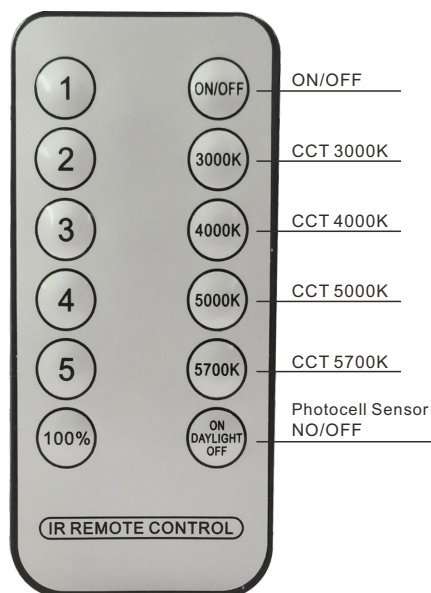 1
ON/OFF
ON/OFF
2
3000K
CCT 3000K
3
4000K
CCT 4000K
4
5000K
CCT 5000K
5
5700K
CCT 5700K
100%
ON
DAYLIGHT
OFF
Photocell Sensor
NO/OFF
IR REMOTE CONTROL